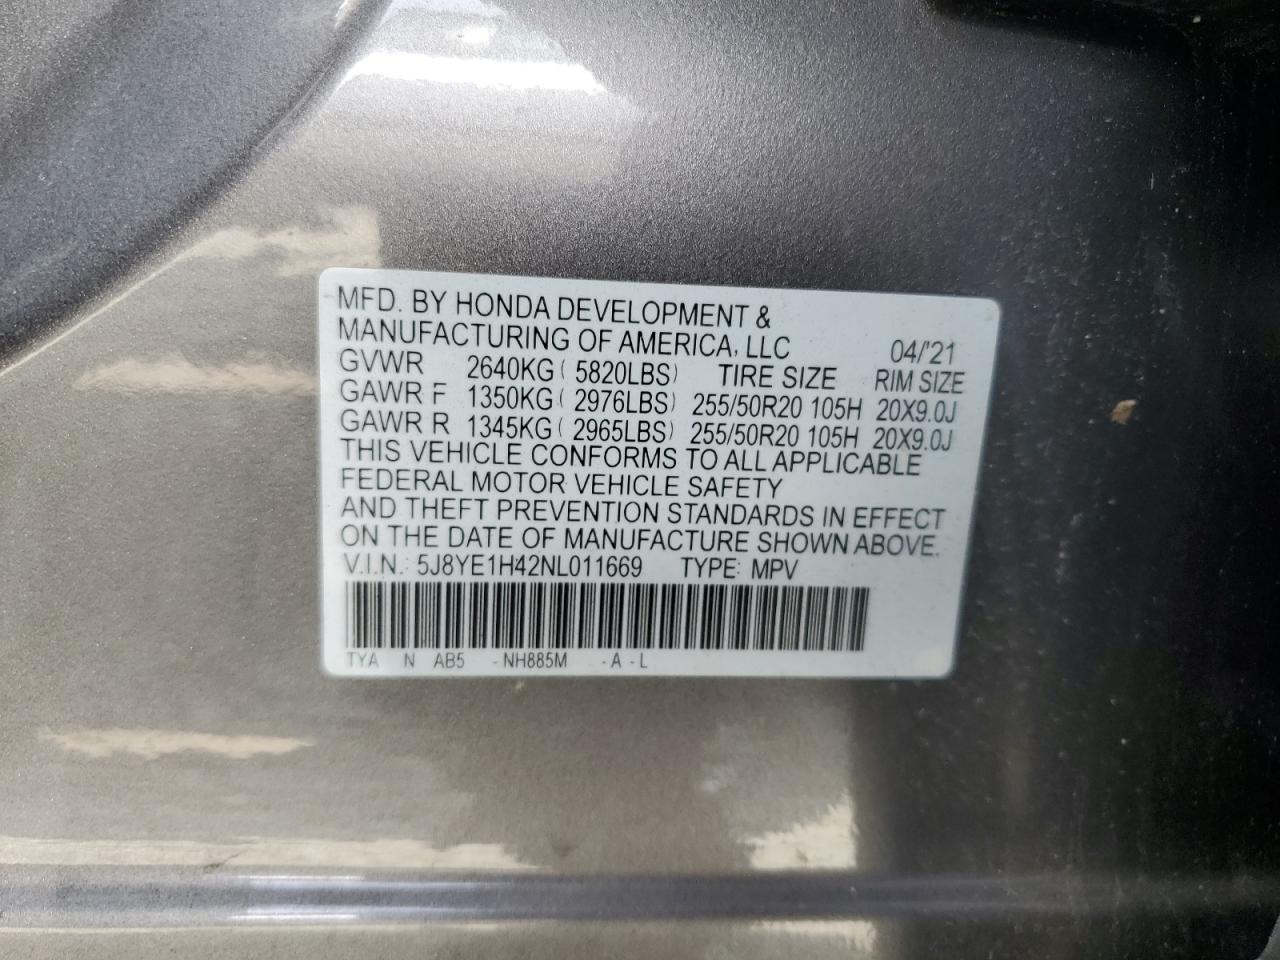 MFD. BY HONDA DEVELOPMENT &
MANUFACTURING OF AMERICA, LLC 04/'21
GVWR 2640KG ( 5820LBS) TIRE SIZE RIM SIZE
GAWR F 1350KG ( 2976LBS) 255/50R20 105H 20X9.0J
GAWR R 1345KG ( 2965LBS) 255/50R20 105H 20X9.0J
THIS VEHICLE CONFORMS TO ALL APPLICABLE
FEDERAL MOTOR VEHICLE SAFETY
AND THEFT PREVENTION STANDARDS IN EFFECT
ON THE DATE OF MANUFACTURE SHOWN ABOVE.
V.I.N.: 5J8YE1H42NL011669 TYPE: MPV
TYA N AB5 - NH885M - A - L